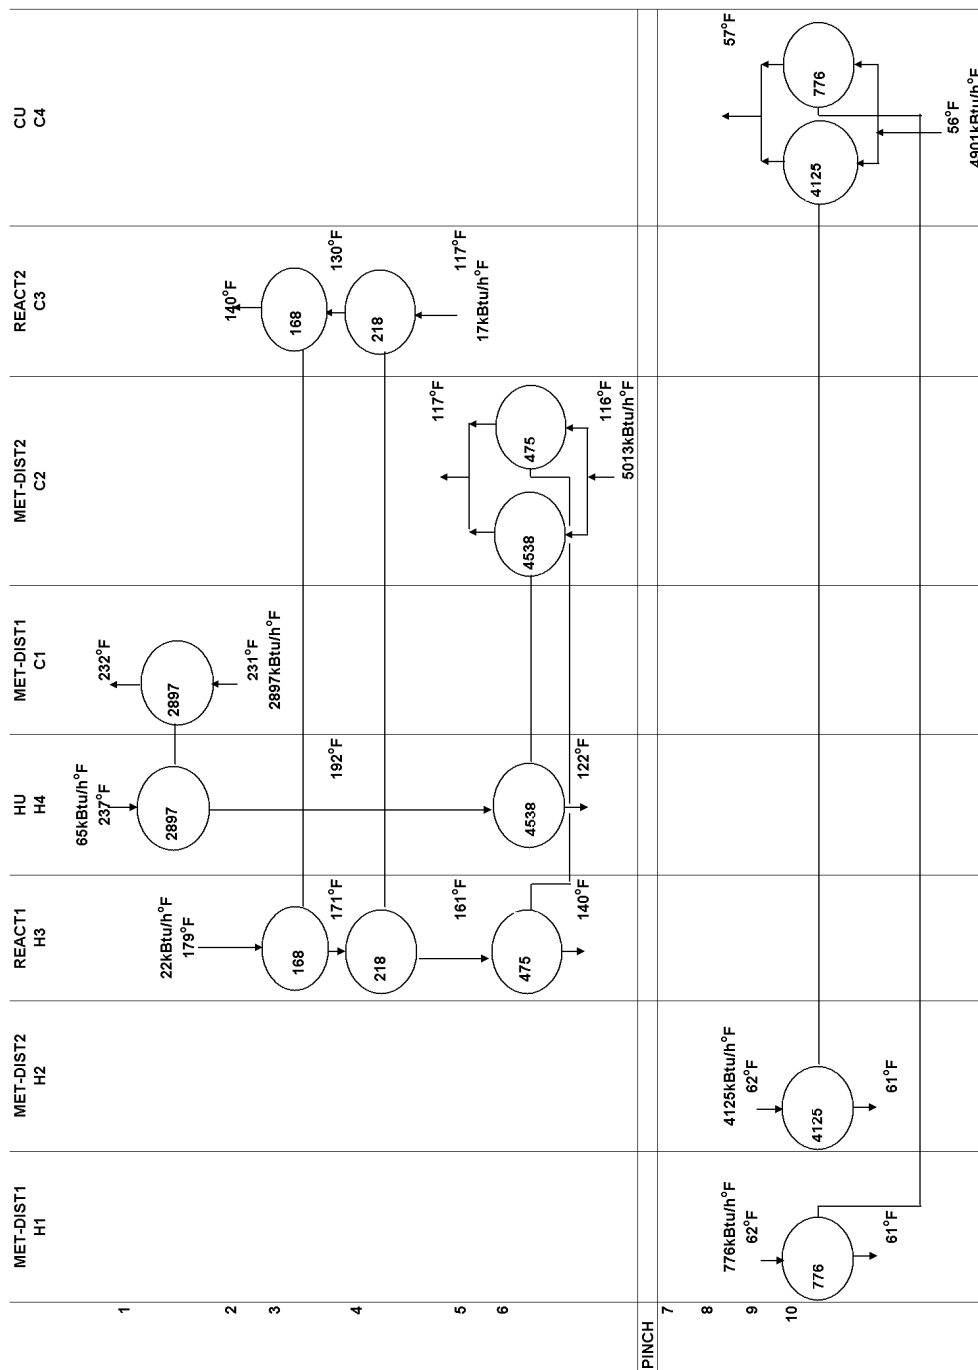 MET-DIST1
H1
MET-DIST2
H2
REACT1
H3
HU
H4
MET-DIST1
C1
MET-DIST2
C2
REACT2
C3
CU
C4
1
2
3
4
5
6
PINCH
7
8
9
10
776kBtu/h°F
62°F
776
61°F
4125kBtu/h°F
62°F
4125
61°F
22kBtu/h°F
179°F
168
171°F
218
161°F
475
140°F
65kBtu/h°F
237°F
2897
192°F
4538
122°F
232°F
2897
231°F
2897kBtu/h°F
117°F
4538
475
116°F
5013kBtu/h°F
140°F
168
130°F
218
117°F
17kBtu/h°F
57°F
4125
776
56°F
4901kBtu/h°F